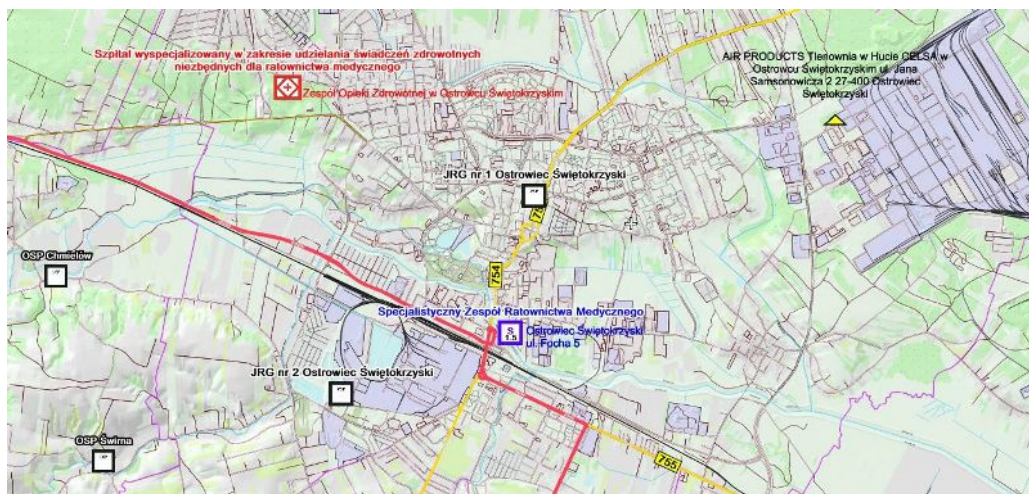 Szpital wyspecjalizowany w zakresie udzielania świadczeń zdrowotnych
niezbędnych dla ratownictwa medycznego
Zespół Opieki Zdrowotnej w Ostrowcu Świętokrzyskim
AIR PRODUCTS Tlenownia w Hucie CELSA w
Ostrowcu Świętokrzyskim ul. Jana
Samsonowicza 2 27-400 Ostrowiec
Świętokrzyski
JRG nr 1 Ostrowiec Świętokrzyski
OSP Chmielów
754
Specjalistyczny Zespół Ratownictwa Medycznego
S
1.5
Ostrowiec Świętokrzyski
ul. Focha 5
JRG nr 2 Ostrowiec Świętokrzyski
OSP Świrna
755